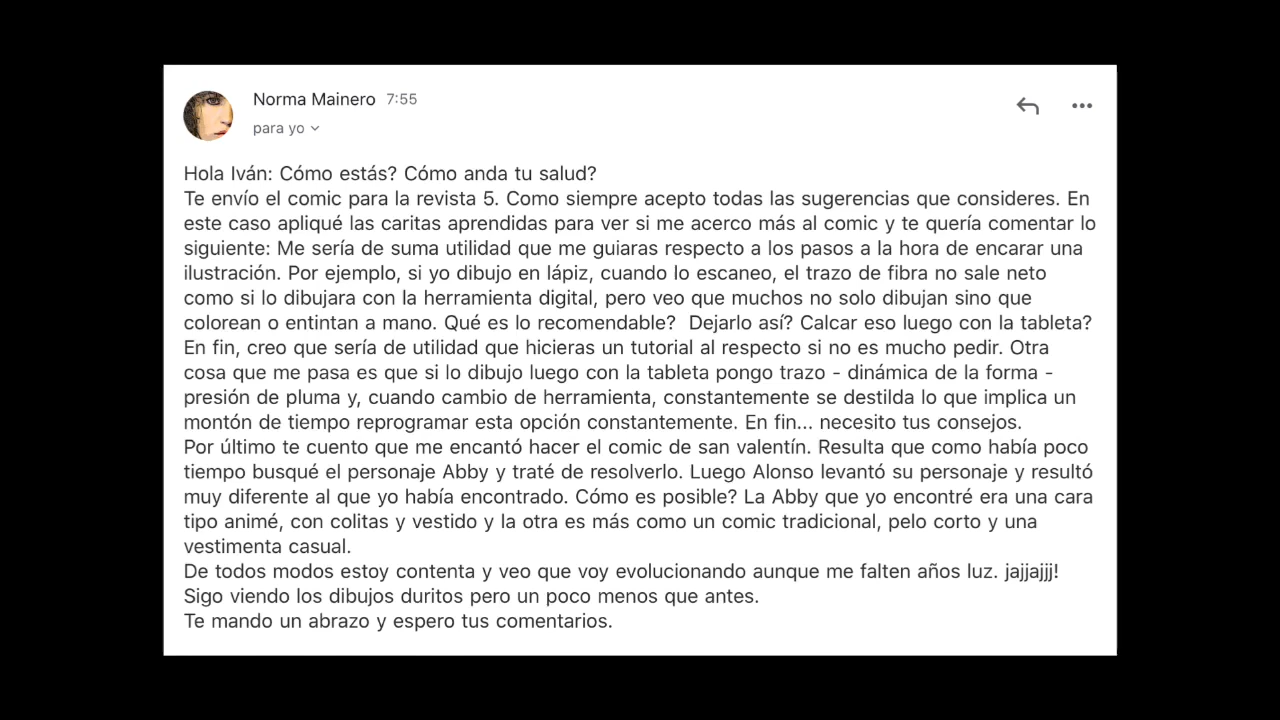 Norma Mainero 7:55
para yo
Hola Iván: Cómo estás? Cómo anda tu salud?
Te envío el comic para la revista 5. Como siempre acepto todas las sugerencias que consideres. En
este caso apliqué las caritas aprendidas para ver si me acerco más al comic y te quería comentar lo
siguiente: Me sería de suma utilidad que me guiaras respecto a los pasos a la hora de encarar una
ilustración. Por ejemplo, si yo dibujo en lápiz, cuando lo escaneo, el trazo de fibra no sale neto
como si lo dibujara con la herramienta digital, pero veo que muchos no solo dibujan sino que
colorean o entintan a mano. Qué es lo recomendable?  Dejarlo así? Calcar eso luego con la tableta?
En fin, creo que sería de utilidad que hicieras un tutorial al respecto si no es mucho pedir. Otra
cosa que me pasa es que si lo dibujo luego con la tableta pongo trazo - dinámica de la forma -
presión de pluma y, cuando cambio de herramienta, constantemente se destilda lo que implica un
montón de tiempo reprogramar esta opción constantemente. En fin... necesito tus consejos.
Por último te cuento que me encantó hacer el comic de san valentín. Resulta que como había poco
tiempo busqué el personaje Abby y traté de resolverlo. Luego Alonso levantó su personaje y resultó
muy diferente al que yo había encontrado. Cómo es posible? La Abby que yo encontré era una cara
tipo animé, con colitas y vestido y la otra es más como un comic tradicional, pelo corto y una
vestimenta casual.
De todos modos estoy contenta y veo que voy evolucionando aunque me falten años luz. jajjajjj!
Sigo viendo los dibujos duritos pero un poco menos que antes.
Te mando un abrazo y espero tus comentarios.